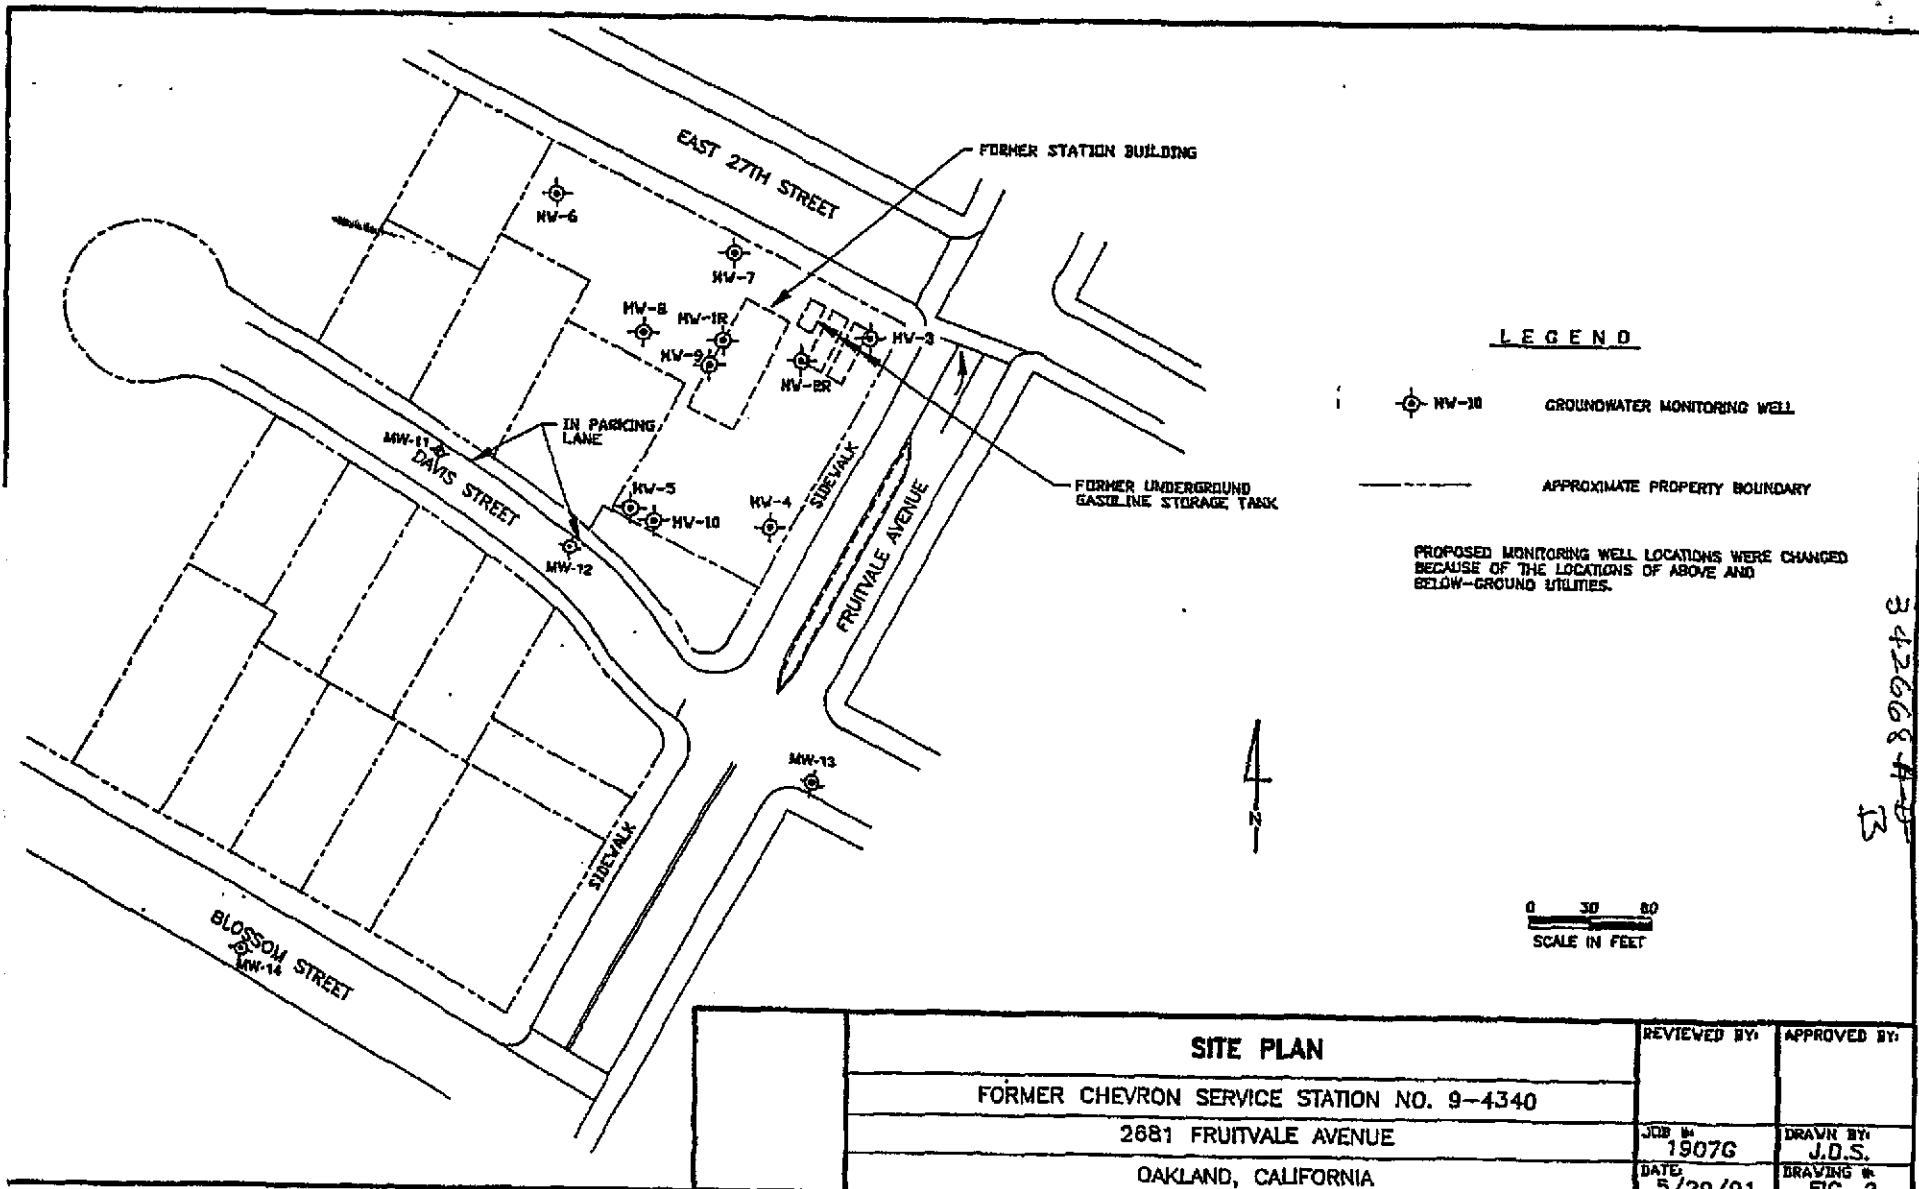 EAST 27TH STREET
FORMER STATION BUILDING
MW-6
MW-7
MW-8
MW-1R
MW-9
MW-3
MW-2R
LEGEND
MW-10 GROUNDWATER MONITORING WELL
APPROXIMATE PROPERTY BOUNDARY
PROPOSED MONITORING WELL LOCATIONS WERE CHANGED
BECAUSE OF THE LOCATIONS OF ABOVE AND
BELOW-GROUND UTILITIES.
IN PARKING
LANE
MW-11
DAVIS STREET
MW-5
MW-10
MW-4
SIDEWALK
FORMER UNDERGROUND
GASOLINE STORAGE TANK
FRUITVALE AVENUE
MW-12
MW-13
N
SIDEWALK
BLOSSOM STREET
MW-14
0 30 60
SCALE IN FEET
SITE PLAN
FORMER CHEVRON SERVICE STATION NO. 9-4340
2681 FRUITVALE AVENUE
OAKLAND, CALIFORNIA
REVIEWED BY:
APPROVED BY:
JOB #:
1907G
DRAWN BY:
J.D.S.
DATE:
DRAWING #: